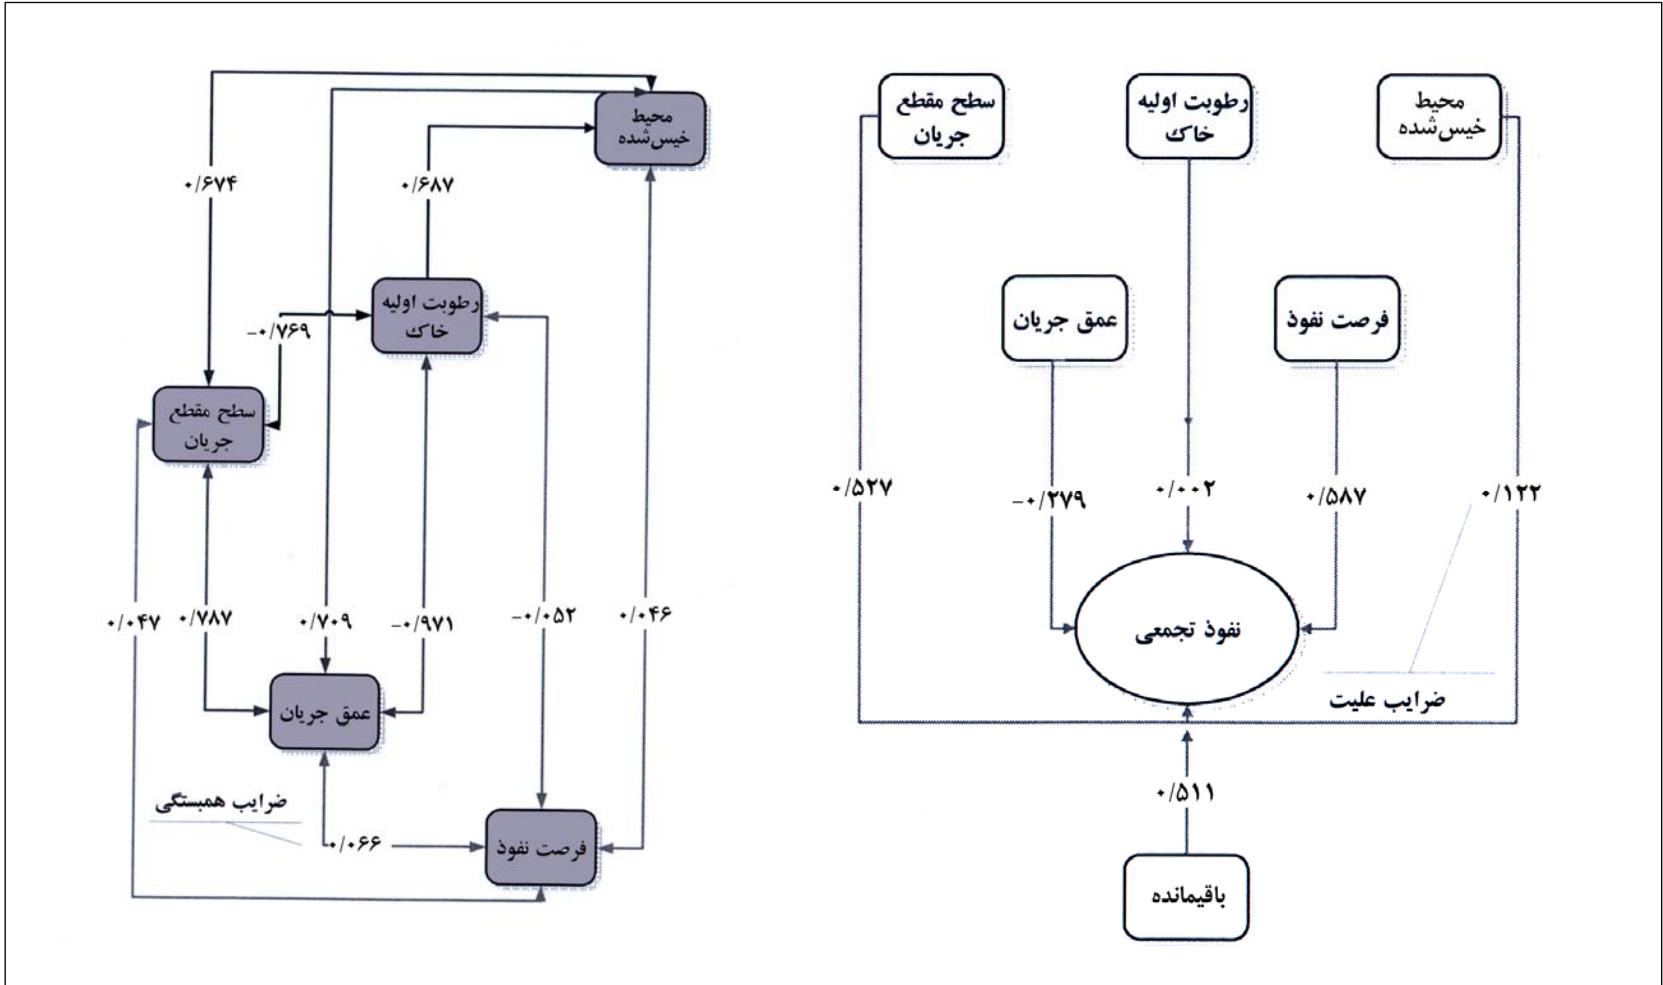 محیط
خیس‌شده
۰/۶۷۴
۰/۶۸۷
رطوبت اولیه
خاک
-۰/۷۶۹
سطح مقطع
جریان
۰/۰۴۷
۰/۷۸۷
۰/۷۰۹
-۰/۹۷۱
-۰/۰۵۲
۰/۰۴۶
عمق جریان
ضرایب همبستگی
۰/۰۶۶
فرصت نفوذ
محیط
خیس‌شده
رطوبت اولیه
خاک
سطح مقطع
جریان
فرصت نفوذ
عمق جریان
۰/۵۲۷
-۰/۲۷۹
۰/۰۰۲
۰/۵۸۷
۰/۱۲۲
نفوذ تجمعی
ضرایب علیت
۰/۵۱۱
باقیمانده